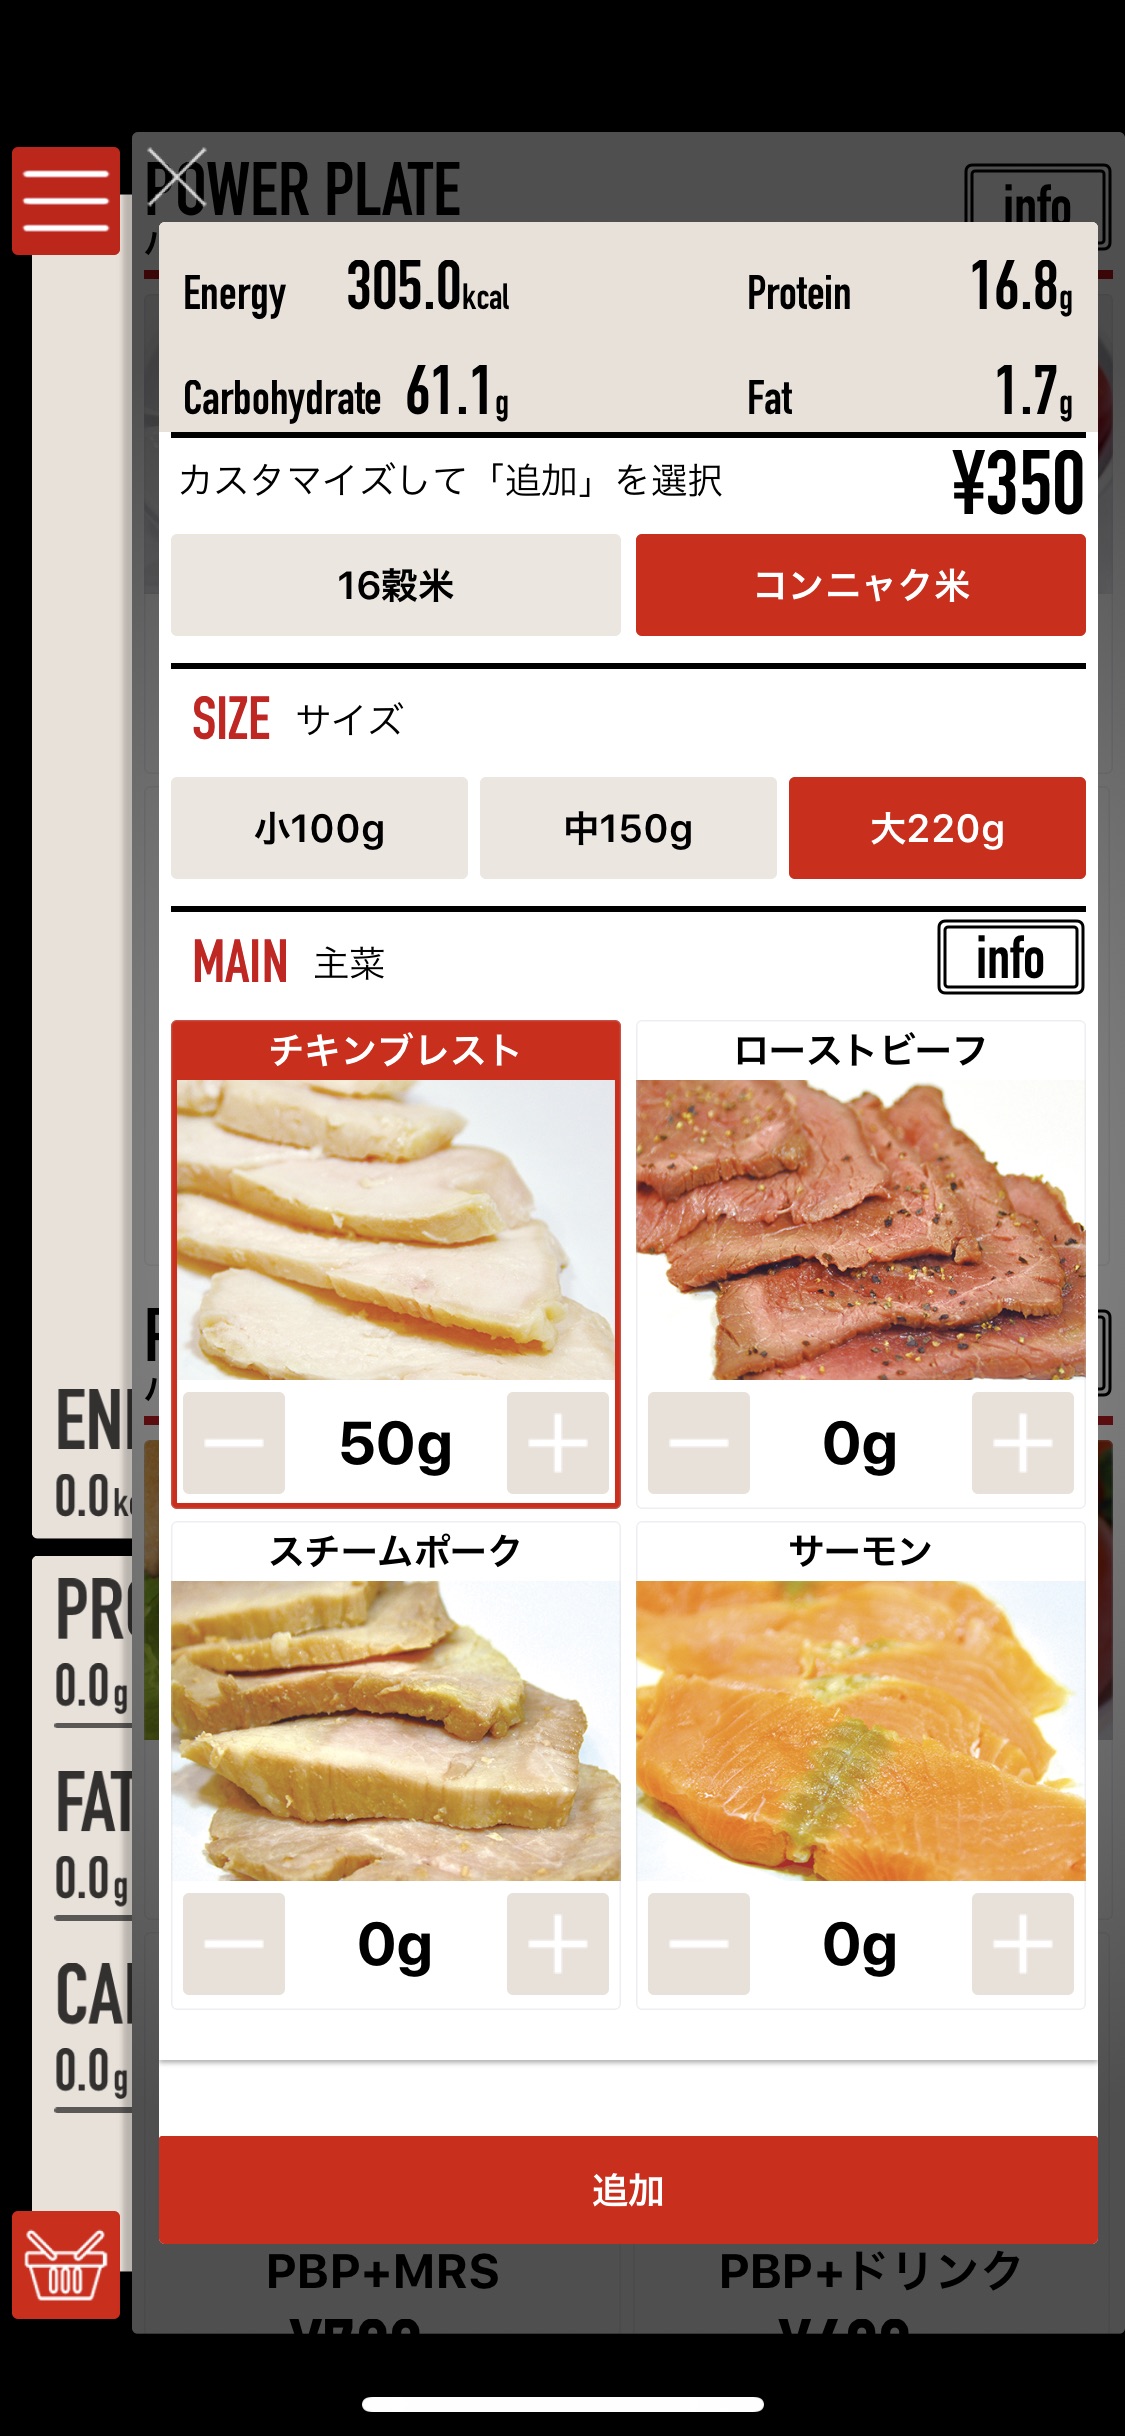 POWER PLATE
info
Energy 305.0kcal
Protein 16.8g
Carbohydrate 61.1g
Fat 1.7g
カスタマイズして「追加」を選択
¥350
16穀米
コンニャク米
SIZE サイズ
小100g
中150g
大220g
MAIN 主菜
info
チキンブレスト
ローストビーフ
50g
0g
スチームポーク
サーモン
0g
0g
追加
0.0
0.0g
0.0g
0.0g
PBP+MRS
PBP+ドリンク